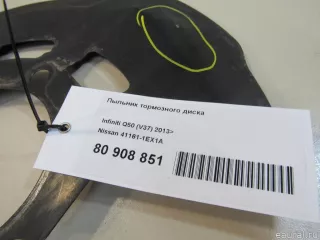 Пыльник тормозного диска
Infiniti Q50 (V37) 2013>
Nissan 41161-1EX1A
80 908 851